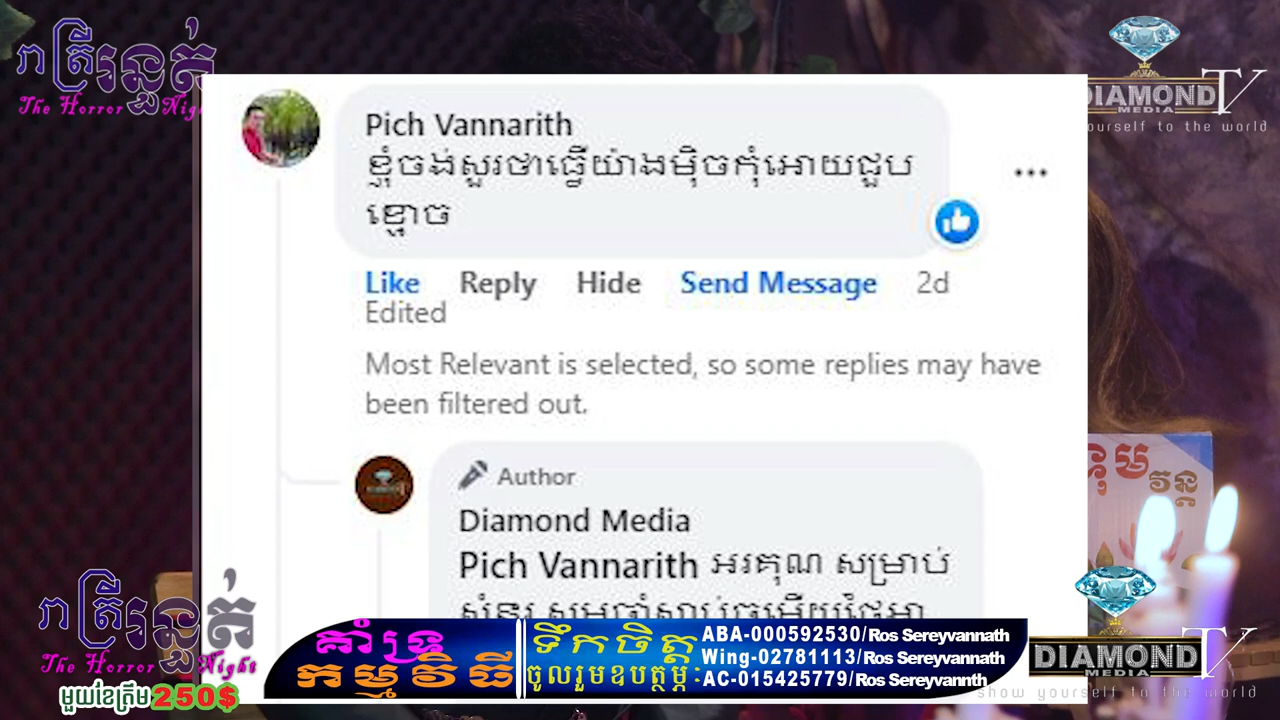 រាត្រីរន្ធត់
The Horror Nig
DIAMOND TV
MEDIA
ourself to the world
Pich Vannarith
ខ្ញុំចង់សួរថាធ្វើយ៉ាងម៉ិចកុំអោយជួប
ខ្មោច
Like Reply Hide Send Message 2d
Edited
Most Relevant is selected, so some replies may have
been filtered out.
Author
Diamond Media
Pich Vannarith អរគុណ សម្រាប់
រាត្រីរន្ធត់
The Horror Night
មួយខែត្រឹម 250$
គាំទ្រ
កម្មវិធី
ទឹកចិត្ត
ចូលរួមឧបត្ថម្ភ:
ABA-000592530/Ros Sereyvannath
Wing-02781113/Ros Sereyvannath
AC-015425779/Ros Sereyvannth
DIAMOND TV
MEDIA
show yourself to the world